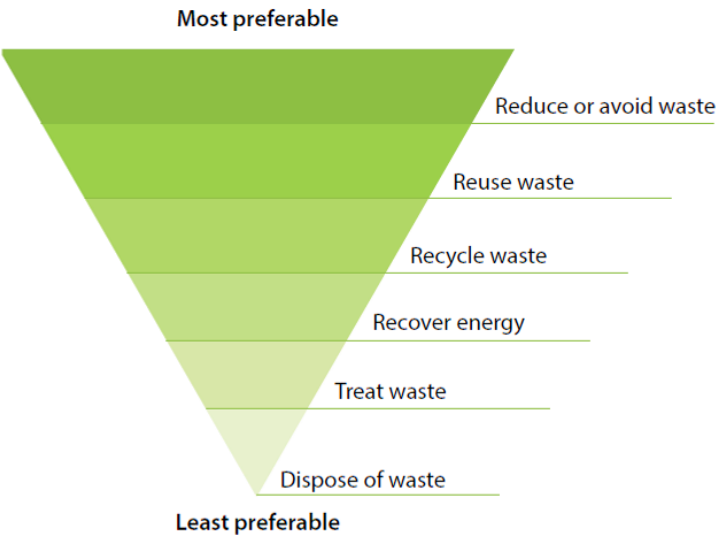 Most preferable
Reduce or avoid waste
Reuse waste
Recycle waste
Recover energy
Treat waste
Dispose of waste
Least preferable